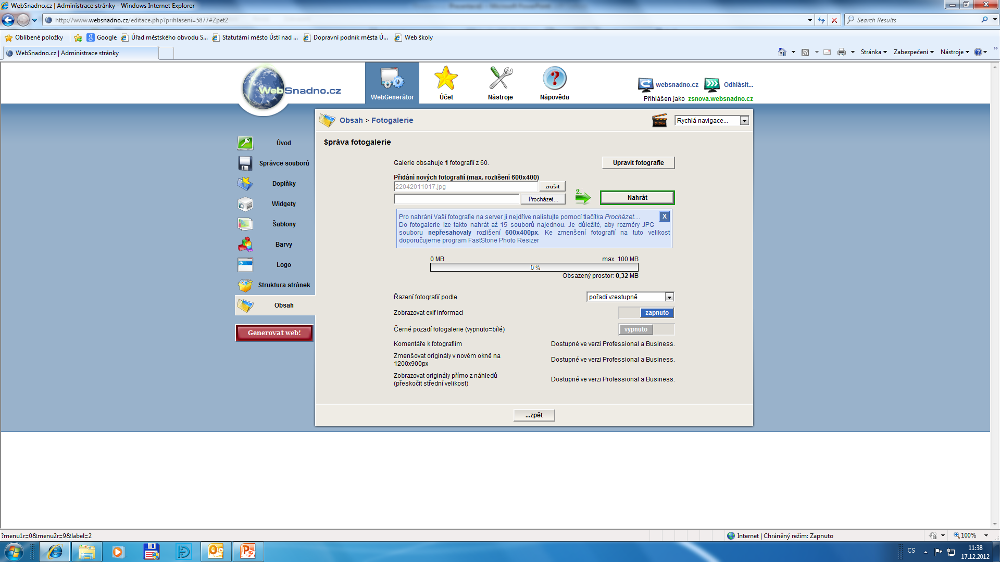 WebSnadno.cz | Administrace stránky - Windows Internet Explorer
http://www.websnadno.cz/editace.php?prihlaseni=5877#Zpet2
Search Results
Oblíbené položky
Google
Úřad městského obvodu S...
Statutární město Ústí nad ...
Dopravní podnik města Ú...
Web školy
WebSnadno.cz | Administrace stránky
Stránka
Zabezpečení
Nástroje
WebSnadno.cz
WebGenerátor
Účet
Nástroje
Nápověda
websnadno.cz
Odhlásit...
Přihlášen jako zsnova.websnadno.cz
Obsah > Fotogalerie
Rychlá navigace...
Úvod
Správce souborů
Doplňky
Widgety
Šablony
Barvy
Logo
Struktura stránek
Obsah
Generovat web!
Správa fotogalerie
Galerie obsahuje 1 fotografií z 60.
Upravit fotografie
Přidání nových fotografií (max. rozlišení 600x400)
22042011017.jpg
zrušit
Procházet...
2.
Nahrát
Pro nahrání Vaší fotografie na server ji nejdříve nalistujte pomocí tlačítka Procházet....
X
Do fotogalerie lze takto nahrát až 15 souborů najednou. Je důležité, aby rozměry JPG
souboru nepřesahovaly rozlišení 600x400px. Ke zmenšení fotografií na tuto velikost
doporučujeme program FastStone Photo Resizer
0 MB
max. 100 MB
0 %
Obsazený prostor: 0,32 MB
Řazení fotografií podle
pořadí vzestupně
Zobrazovat exif informaci
zapnuto
Černé pozadí fotogalerie (vypnuto=bílé)
vypnuto
Komentáře k fotografiím
Dostupné ve verzi Professional a Business.
Zmenšovat originály v novém okně na
1200x900px
Dostupné ve verzi Professional a Business.
Zobrazovat originály přímo z náhledů
(přeskočit střední velikost)
Dostupné ve verzi Professional a Business.
...zpět
?menu1r=0&menu2r=9&label=2
Internet | Chráněný režim: Zapnuto
100%
CS
11:38
17.12.2012